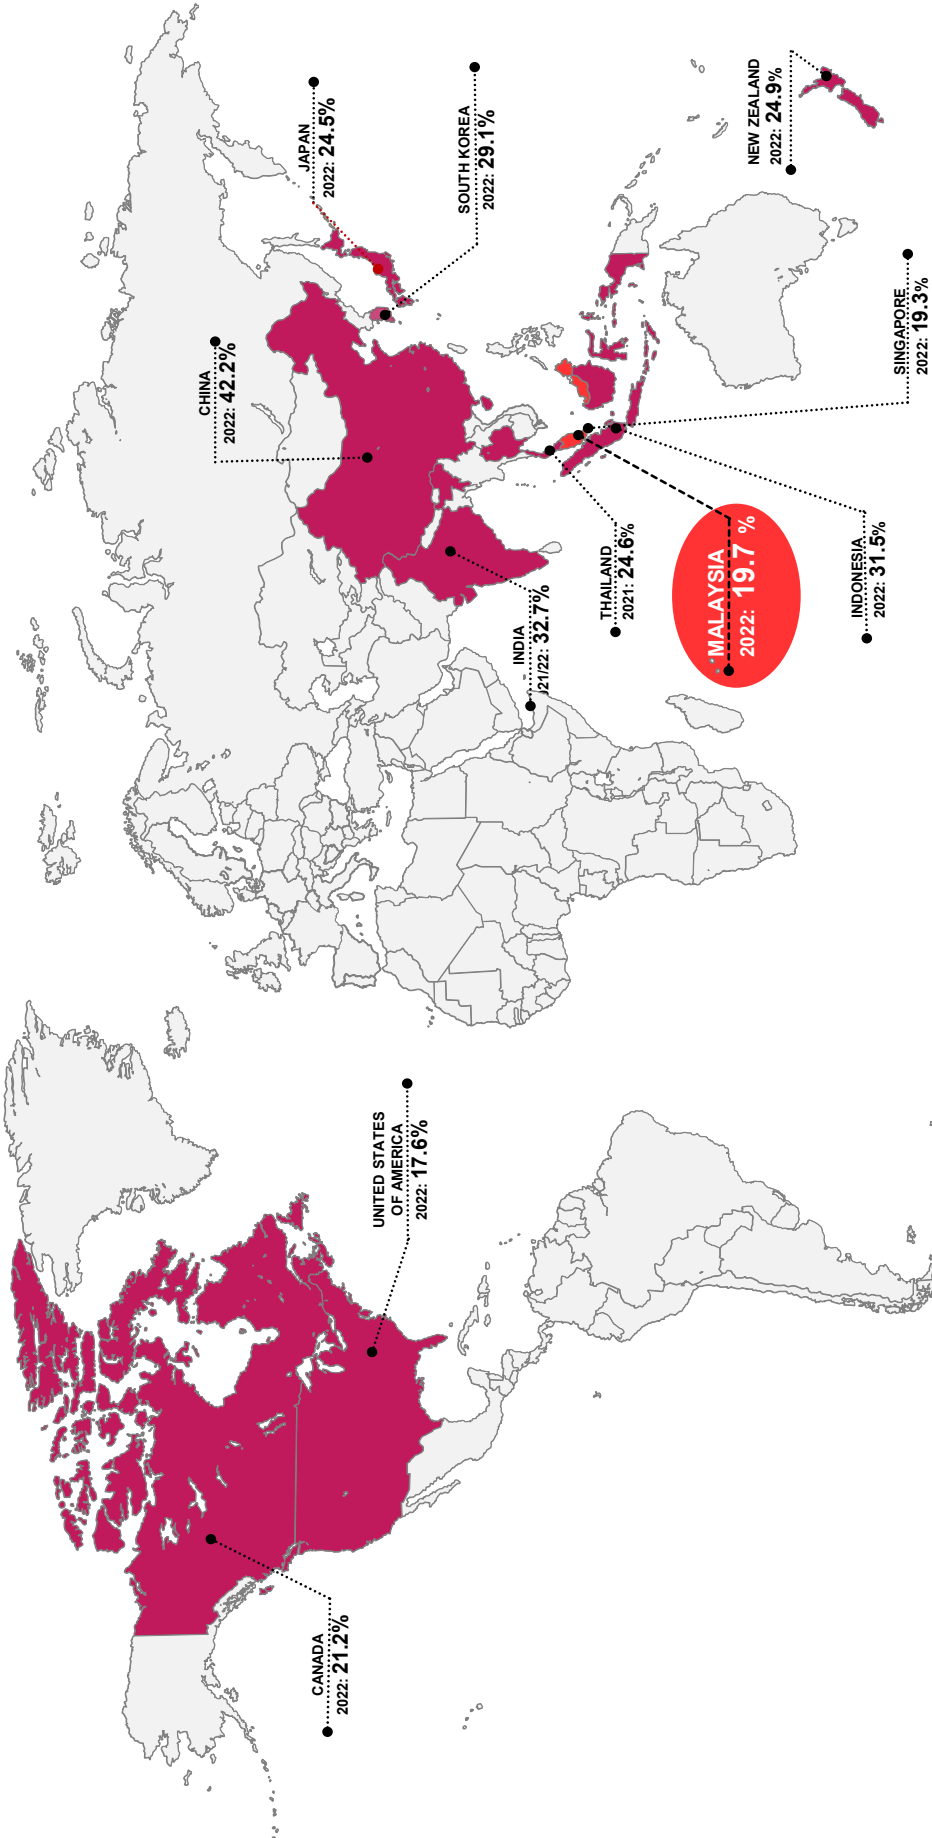 CANADA
2022: 21.2%
UNITED STATES
OF AMERICA
2022: 17.6%
CHINA
2022: 42.2%
JAPAN
2022: 24.5%
SOUTH KOREA
2022: 29.1%
INDIA
21/22: 32.7%
THAILAND
2021: 24.6%
MALAYSIA
2022: 19.7 %
INDONESIA
2022: 31.5%
SINGAPORE
2022: 19.3%
NEW ZEALAND
2022: 24.9%